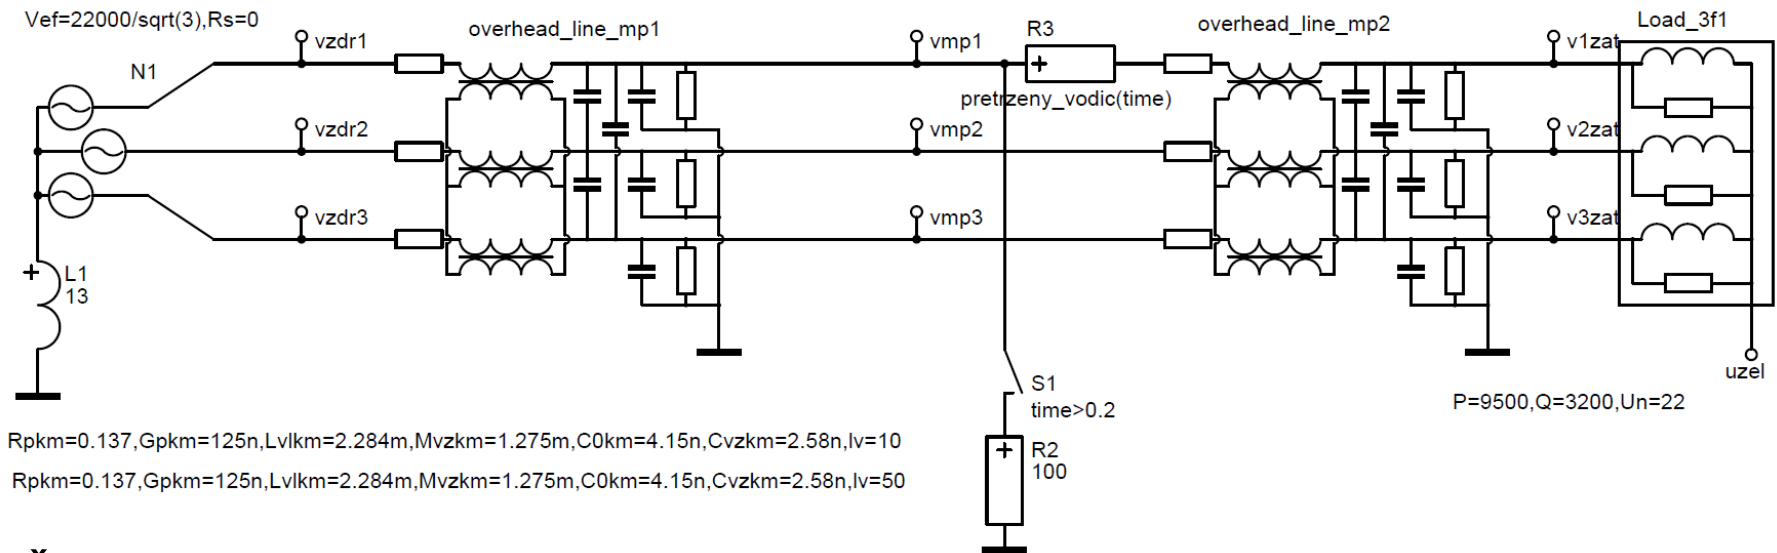 Vef=22000/sqrt(3),Rs=0
N1
vzdr1
overhead_line_mp1
vmp1
R3
pretrzeny_vodic(time)
overhead_line_mp2
v1zat
Load_3f1
vzdr2
vmp2
v2zat
vzdr3
vmp3
v3zat
L1
13
S1
time>0.2
R2
100
uzel
P=9500,Q=3200,Un=22
Rpkm=0.137,Gpkm=125n,Lvlkm=2.284m,Mvzkm=1.275m,C0km=4.15n,Cvzkm=2.58n,lv=10
Rpkm=0.137,Gpkm=125n,Lvlkm=2.284m,Mvzkm=1.275m,C0km=4.15n,Cvzkm=2.58n,lv=50